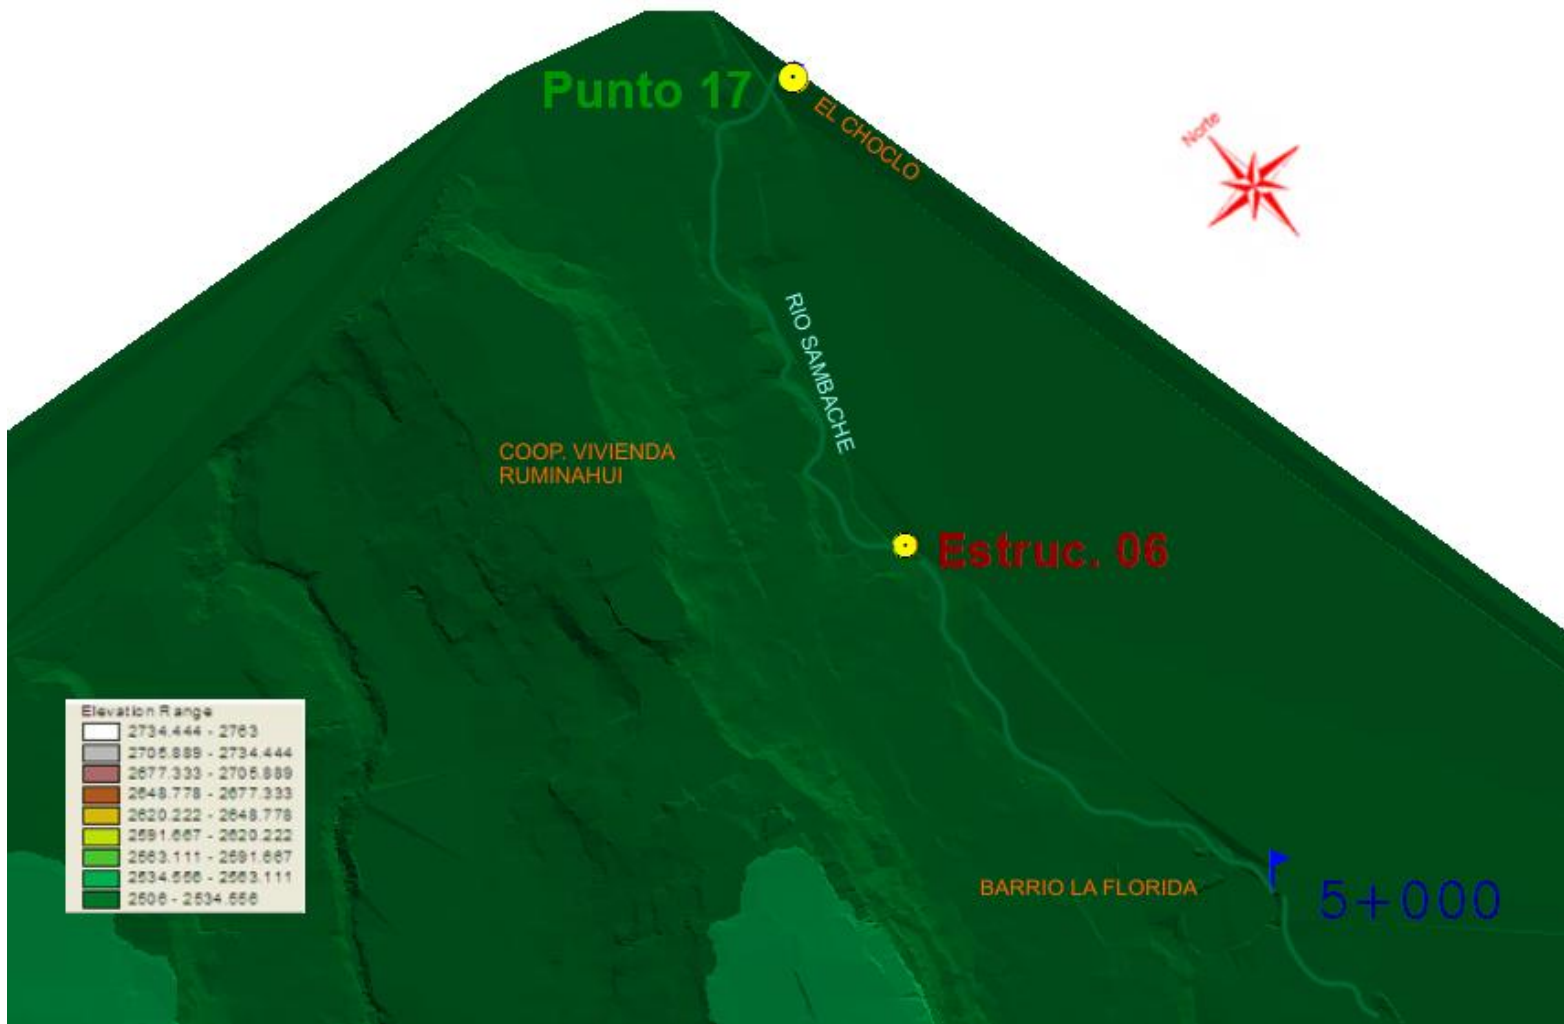 Punto 17
EL CHOCLO
Norte
RIO SAMBACHE
COOP. VIVIENDA
RUMINAHUI
Estruc. 06
Elevation Range
2734.444 - 2763
2705.889 - 2734.444
2677.333 - 2705.889
2648.778 - 2677.333
2620.222 - 2648.778
2591.667 - 2620.222
2563.111 - 2591.667
2534.556 - 2563.111
2506 - 2534.556
BARRIO LA FLORIDA
5+000